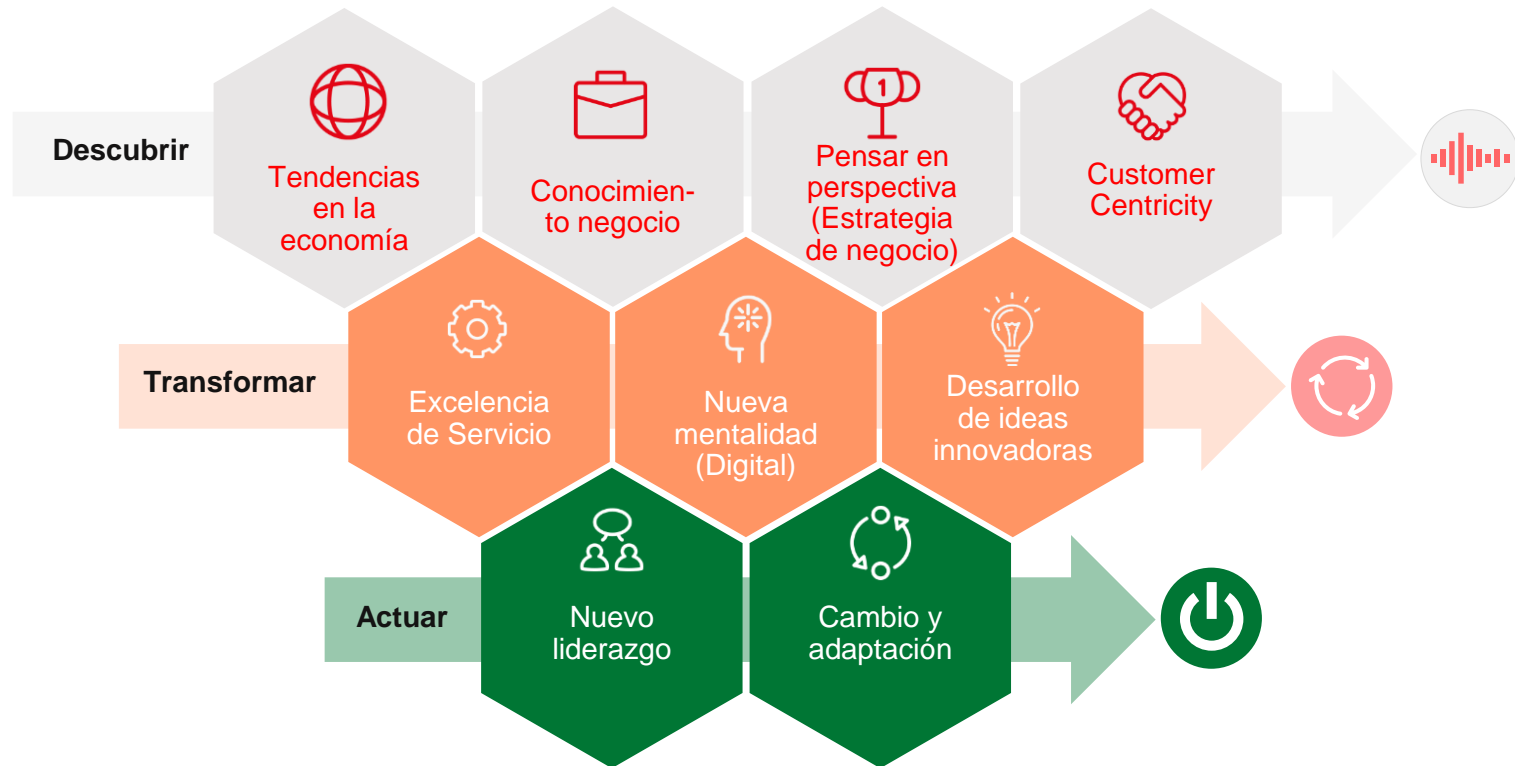 Descubrir
Tendencias
en la
economía
Conocimien-
to negocio
1
Pensar en
perspectiva
(Estrategia
de negocio)
Customer
Centricity
Transformar
Excelencia
de Servicio
Nueva
mentalidad
(Digital)
Desarrollo
de ideas
innovadoras
Actuar
Nuevo
liderazgo
Cambio y
adaptación